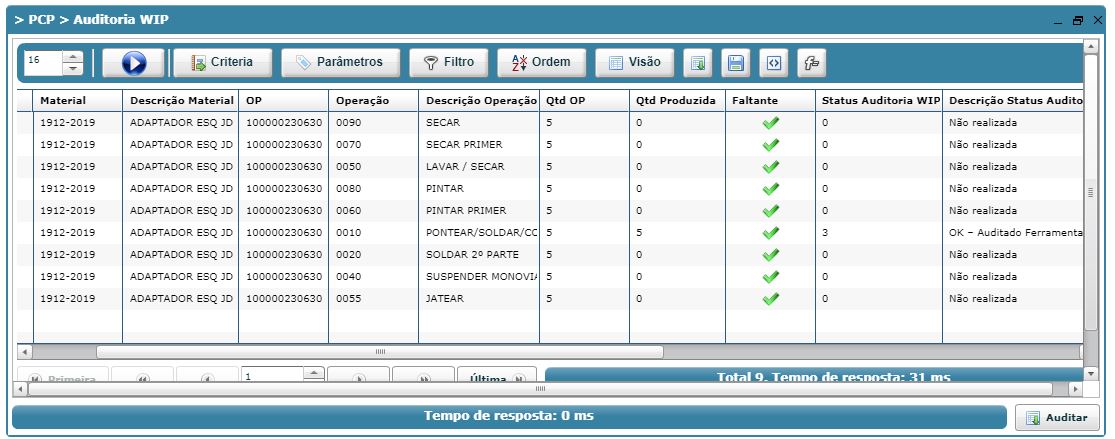 > PCP > Auditoria WIP
16 Criteria Parâmetros Filtro Ordem Visão
Material Descrição Material OP Operação Descrição Operação Qtd OP Qtd Produzida Faltante Status Auditoria WIP Descrição Status Audito
1912-2019 ADAPTADOR ESQ JD 100000230630 0090 SECAR 5 0 0 Não realizada
1912-2019 ADAPTADOR ESQ JD 100000230630 0070 SECAR PRIMER 5 0 0 Não realizada
1912-2019 ADAPTADOR ESQ JD 100000230630 0050 LAVAR / SECAR 5 0 0 Não realizada
1912-2019 ADAPTADOR ESQ JD 100000230630 0080 PINTAR 5 0 0 Não realizada
1912-2019 ADAPTADOR ESQ JD 100000230630 0060 PINTAR PRIMER 5 0 0 Não realizada
1912-2019 ADAPTADOR ESQ JD 100000230630 0010 PONTEAR/SOLDAR/CC 5 5 3 OK – Auditado Ferramenta
1912-2019 ADAPTADOR ESQ JD 100000230630 0020 SOLDAR 2º PARTE 5 0 0 Não realizada
1912-2019 ADAPTADOR ESQ JD 100000230630 0040 SUSPENDER MONOVIA 5 0 0 Não realizada
1912-2019 ADAPTADOR ESQ JD 100000230630 0055 JATEAR 5 0 0 Não realizada
Primeira 1 Última Total 9. Tempo de resposta: 31 ms
Tempo de resposta: 0 ms Auditar